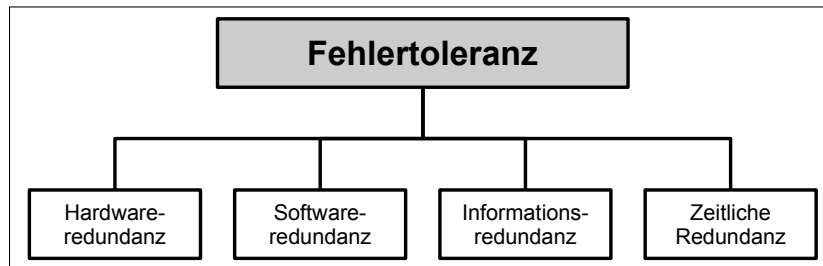 Fehlertoleranz
Hardware-
redundanz
Software-
redundanz
Informations-
redundanz
Zeitliche
Redundanz